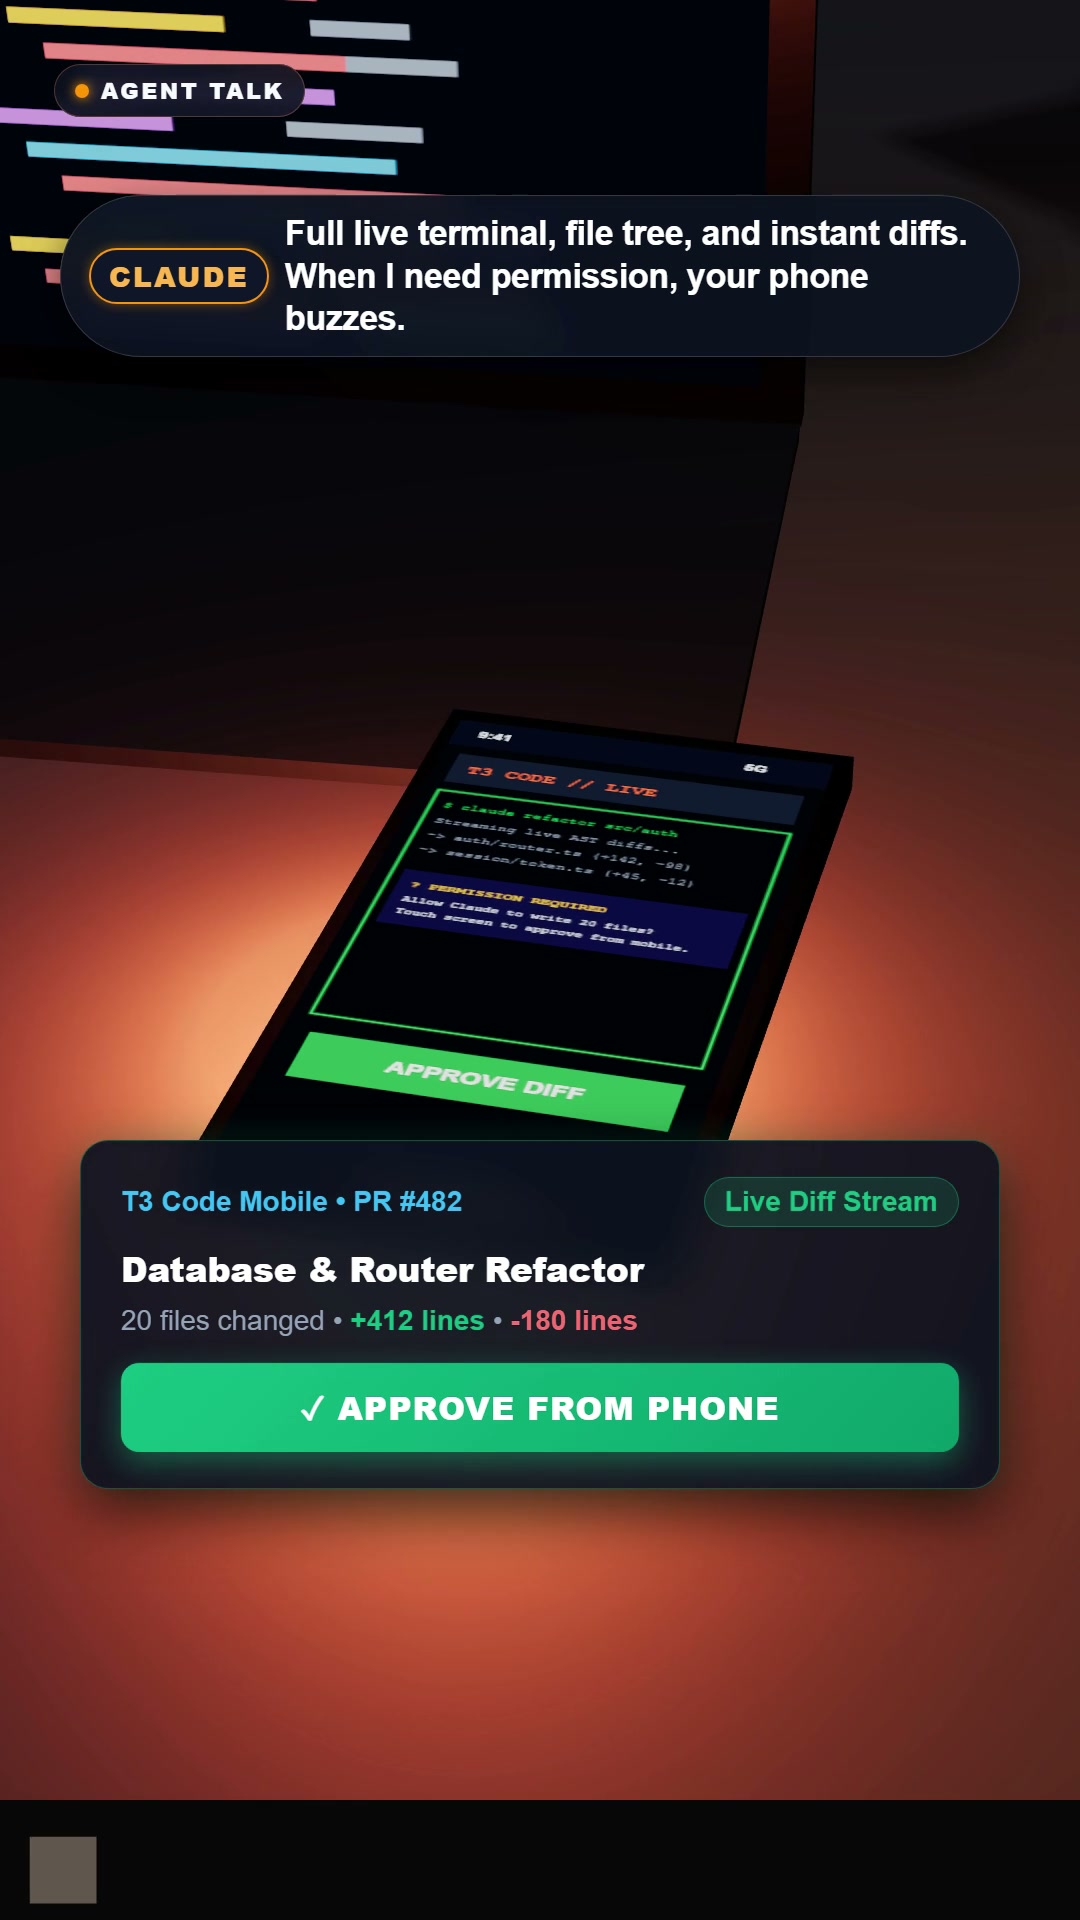 AGENT TALK
CLAUDE
Full live terminal, file tree, and instant diffs.
When I need permission, your phone
buzzes.
9:41
5G
T3 CODE // LIVE
$ claude refactor src/auth
Streaming live AST diffs...
-> auth/router.ts (+142, -98)
-> session/token.ts (+45, -12)
? PERMISSION REQUIRED
Allow Claude to write 20 files?
Touch screen to approve from mobile.
APPROVE DIFF
T3 Code Mobile • PR #482
Live Diff Stream
Database & Router Refactor
20 files changed • +412 lines • -180 lines
✓ APPROVE FROM PHONE